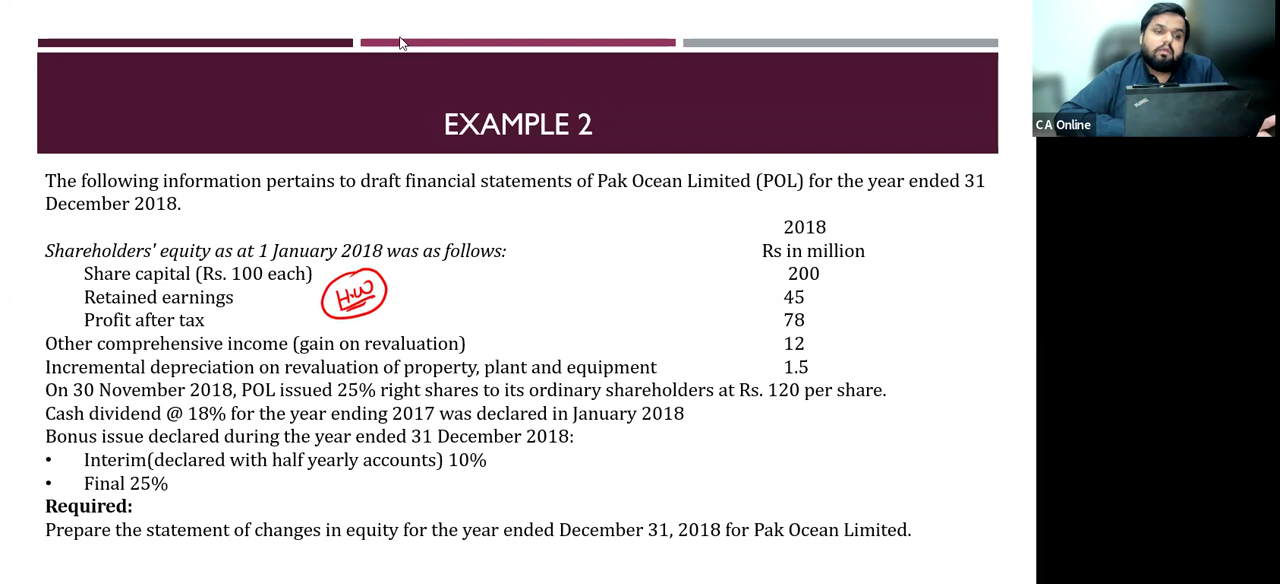 EXAMPLE 2
C A Online
The following information pertains to draft financial statements of Pak Ocean Limited (POL) for the year ended 31
December 2018.
2018
Shareholders' equity as at 1 January 2018 was as follows: Rs in million
Share capital (Rs. 100 each) 200
Retained earnings 45
H.W
Profit after tax 78
Other comprehensive income (gain on revaluation) 12
Incremental depreciation on revaluation of property, plant and equipment 1.5
On 30 November 2018, POL issued 25% right shares to its ordinary shareholders at Rs. 120 per share.
Cash dividend @ 18% for the year ending 2017 was declared in January 2018
Bonus issue declared during the year ended 31 December 2018:
• Interim(declared with half yearly accounts) 10%
• Final 25%
Required:
Prepare the statement of changes in equity for the year ended December 31, 2018 for Pak Ocean Limited.